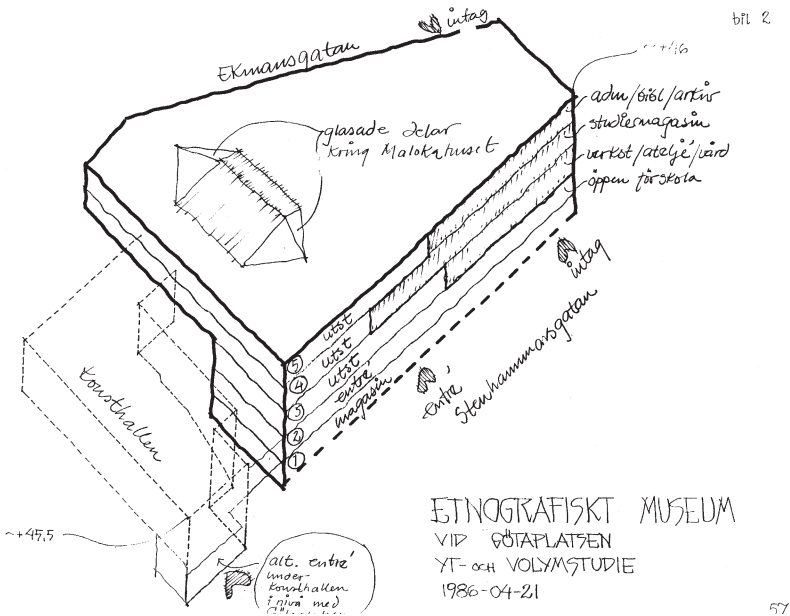 bil 2
intag
Ekmansgatan
~+46
adm/bibl/arkiv
studiemagasin
verkst/ateljé/vård
öppen förskola
glasade delar
kring Malokahuset
intag
Stenhammarsgatan
entré
5 utst
4 utst
3 utst
2 entré
1 magasin
Konsthallen
~+45,5
alt. entré
under
konsthallen
i nivå med
ETNOGRAFISKT MUSEUM
VID GÖTAPLATSEN
YT- OCH VOLYMSTUDIE
1986-04-21
57